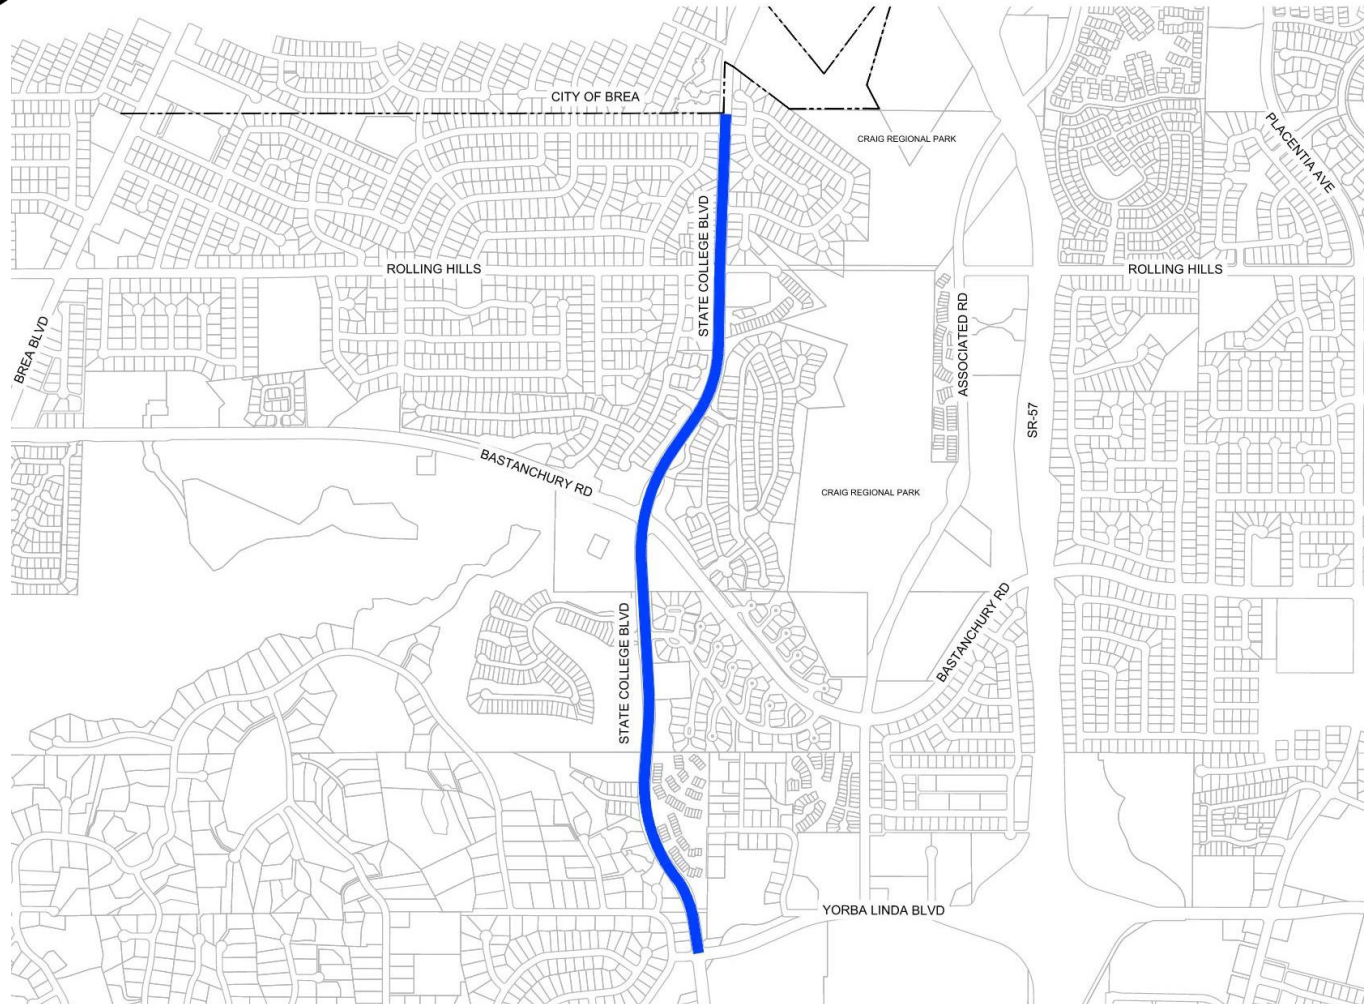 CITY OF BREA
CRAIG REGIONAL PARK
PLACENTIA AVE
STATE COLLEGE BLVD
ROLLING HILLS
ROLLING HILLS
BREA BLVD
ASSOCIATED RD
SR-57
BASTANCHURY RD
CRAIG REGIONAL PARK
BASTANCHURY RD
STATE COLLEGE BLVD
YORBA LINDA BLVD